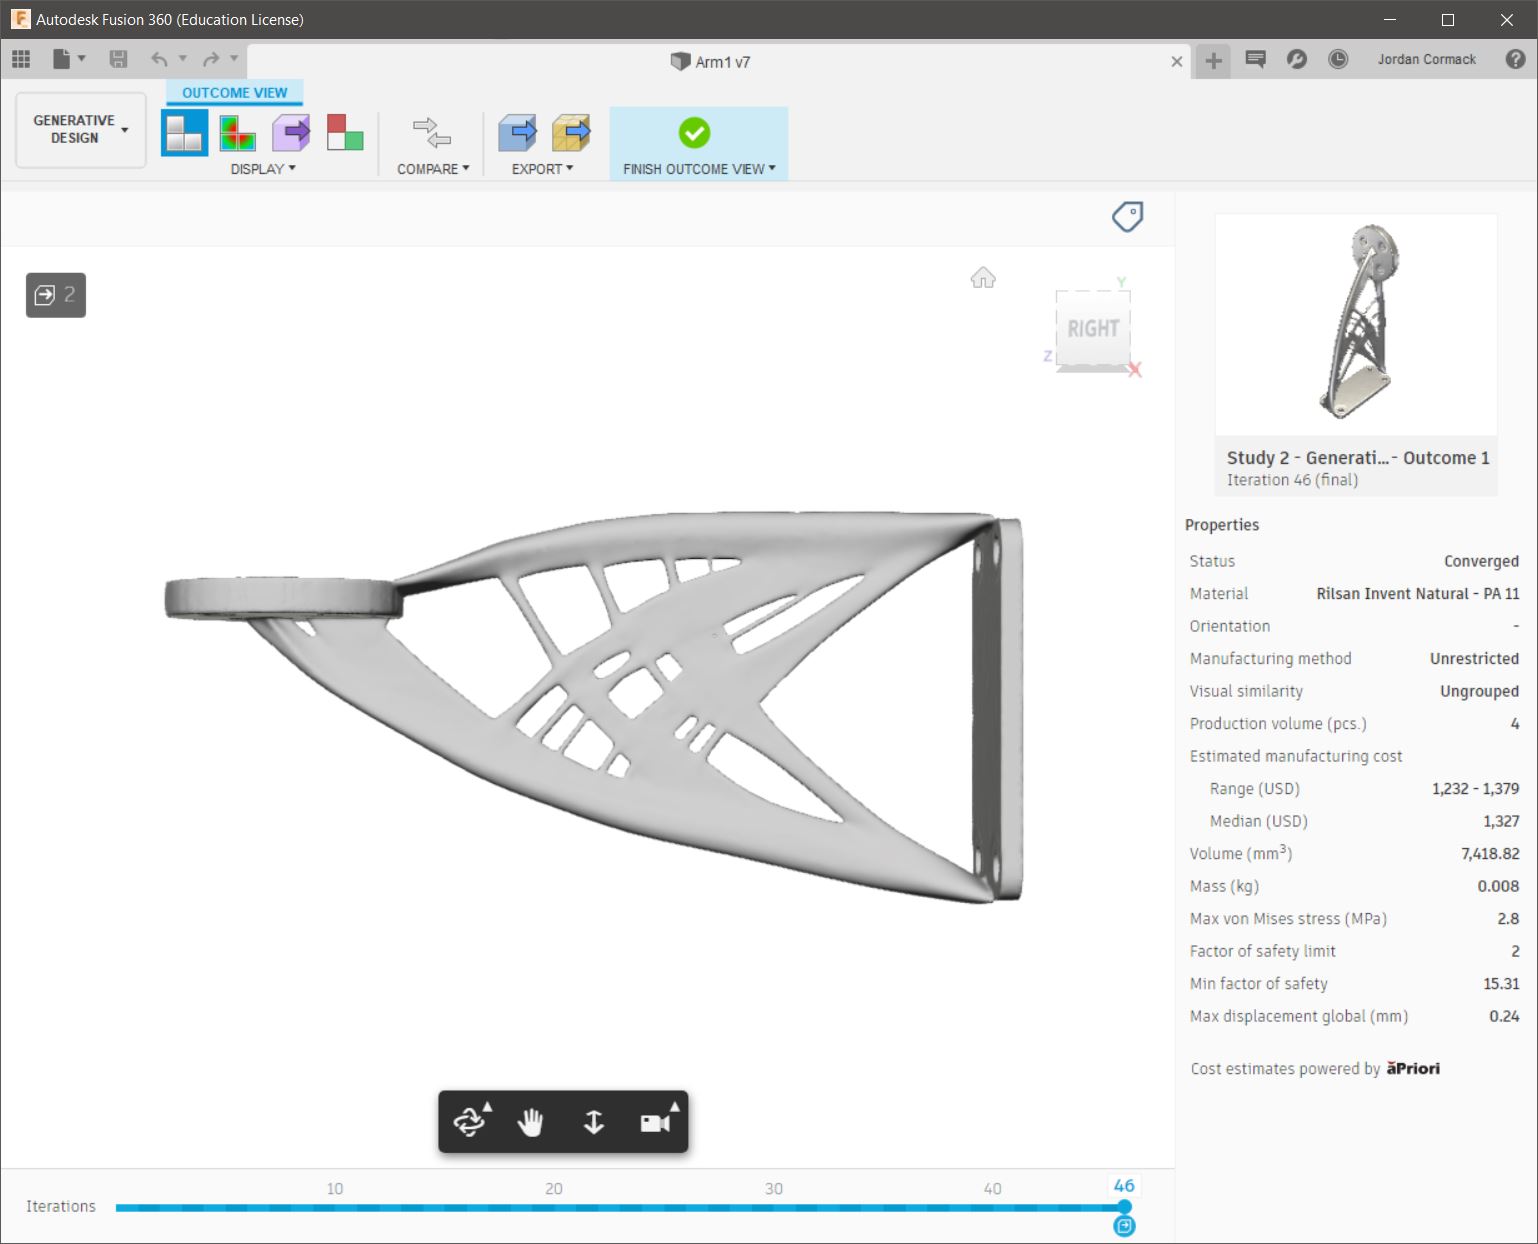 Autodesk Fusion 360 (Education License)
Arm1 v7
Jordan Cormack
GENERATIVE
DESIGN
OUTCOME VIEW
DISPLAY
COMPARE
EXPORT
FINISH OUTCOME VIEW
2
Y
RIGHT
Z
X
Study 2 - Generati...- Outcome 1
Iteration 46 (final)
Properties
Status Converged
Material Rilsan Invent Natural - PA 11
Orientation -
Manufacturing method Unrestricted
Visual similarity Ungrouped
Production volume (pcs.) 4
Estimated manufacturing cost
Range (USD) 1,232 - 1,379
Median (USD) 1,327
Volume (mm³) 7,418.82
Mass (kg) 0.008
Max von Mises stress (MPa) 2.8
Factor of safety limit 2
Min factor of safety 15.31
Max displacement global (mm) 0.24
Cost estimates powered by āPriori
10 20 30 40 46
Iterations